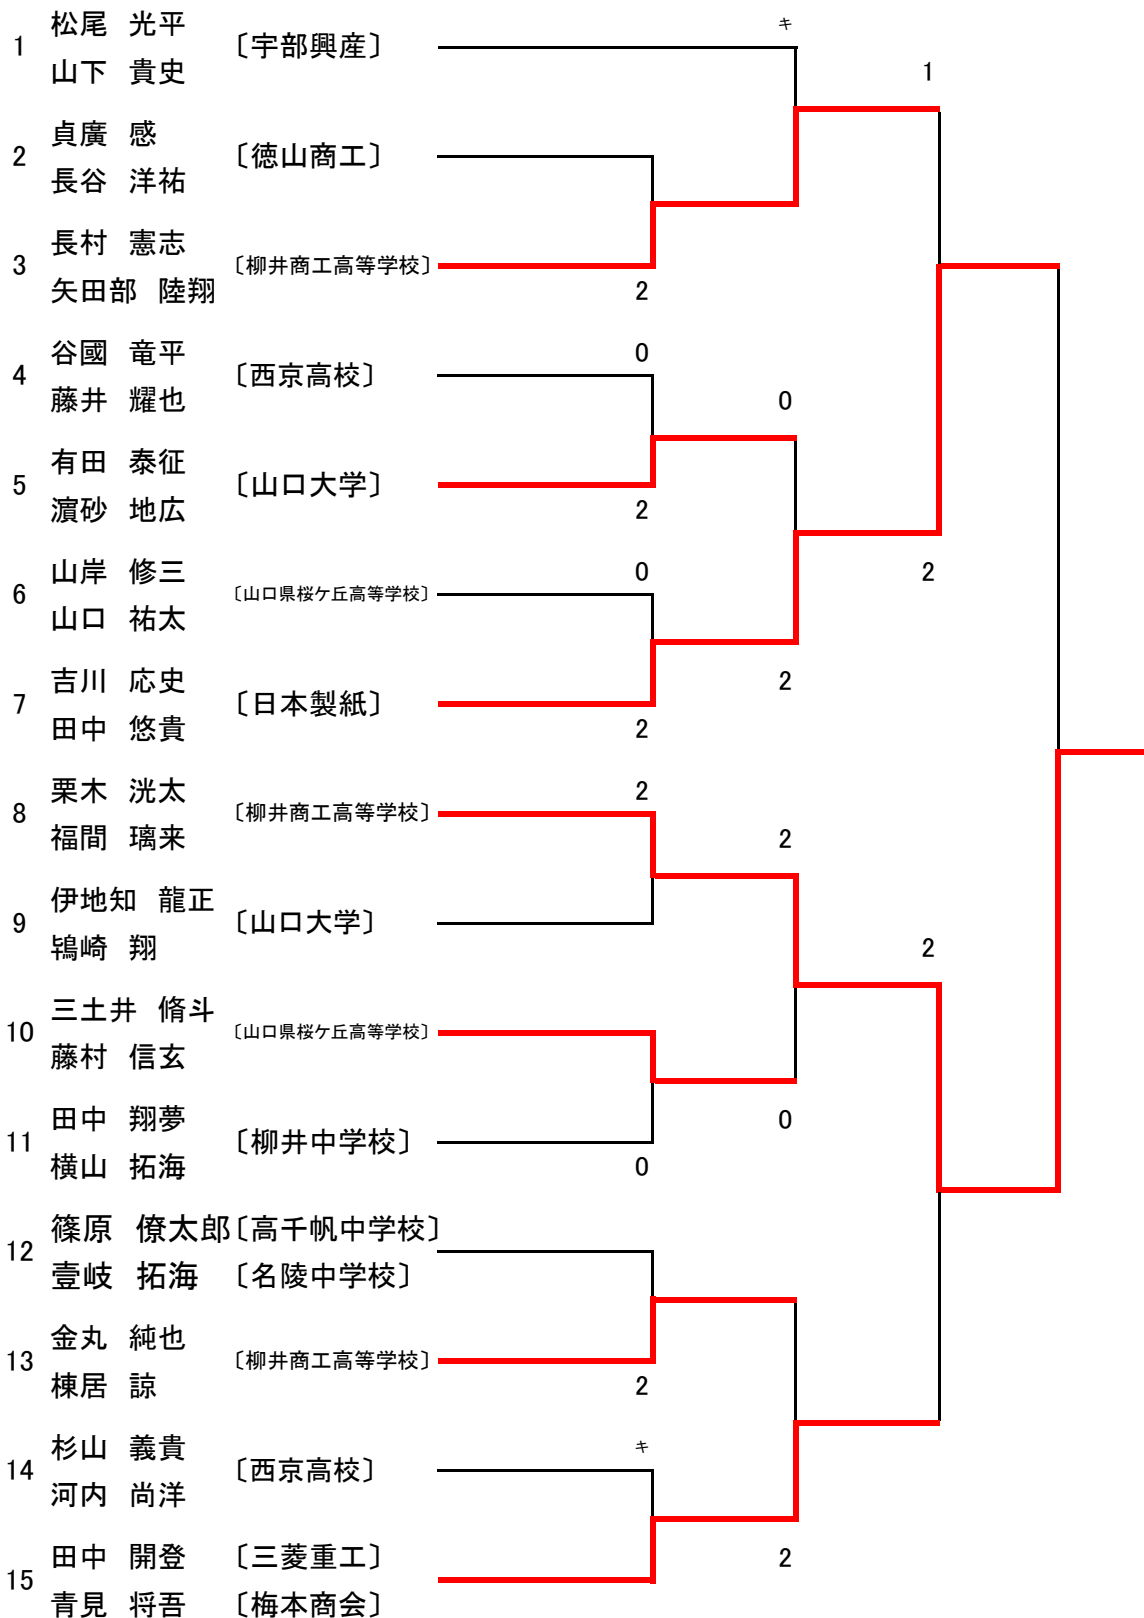 松尾 光平
1 〔宇部興産〕 キ
山下 貴史 1
貞廣 感
2 〔徳山商工〕
長谷 洋祐
長村 憲志
3 〔柳井商工高等学校〕
矢田部 陸翔 2
谷國 竜平 0
4 〔西京高校〕
藤井 耀也 0
有田 泰征
5 〔山口大学〕
濵砂 地広 2
山岸 修三 0 2
6 〔山口県桜ケ丘高等学校〕
山口 祐太
吉川 応史 2
7 〔日本製紙〕
田中 悠貴 2
栗木 洸太 2
8 〔柳井商工高等学校〕
福間 璃来 2
伊地知 龍正
9 〔山口大学〕
鴇崎 翔 2
三土井 脩斗
10 〔山口県桜ケ丘高等学校〕
藤村 信玄
田中 翔夢 0
11 〔柳井中学校〕
横山 拓海 0
篠原 僚太郎 〔高千帆中学校〕
12
壹岐 拓海 〔名陵中学校〕
金丸 純也
13 〔柳井商工高等学校〕
棟居 諒 2
杉山 義貴 キ
14 〔西京高校〕
河内 尚洋
田中 開登 〔三菱重工〕 2
15
青見 将吾 〔梅本商会〕